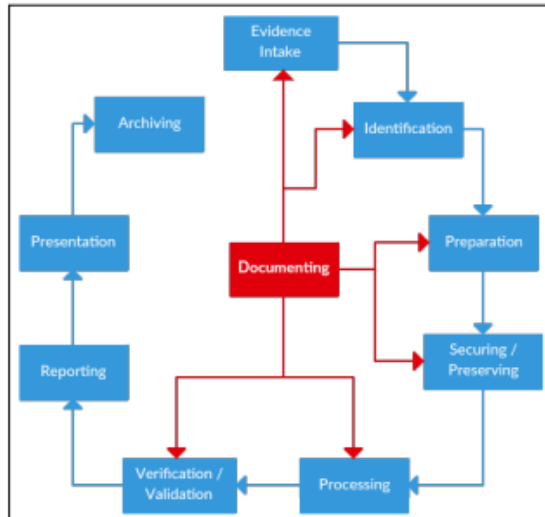 Evidence
Intake
Archiving
Identification
Presentation
Documenting
Preparation
Reporting
Securing /
Preserving
Verification /
Validation
Processing